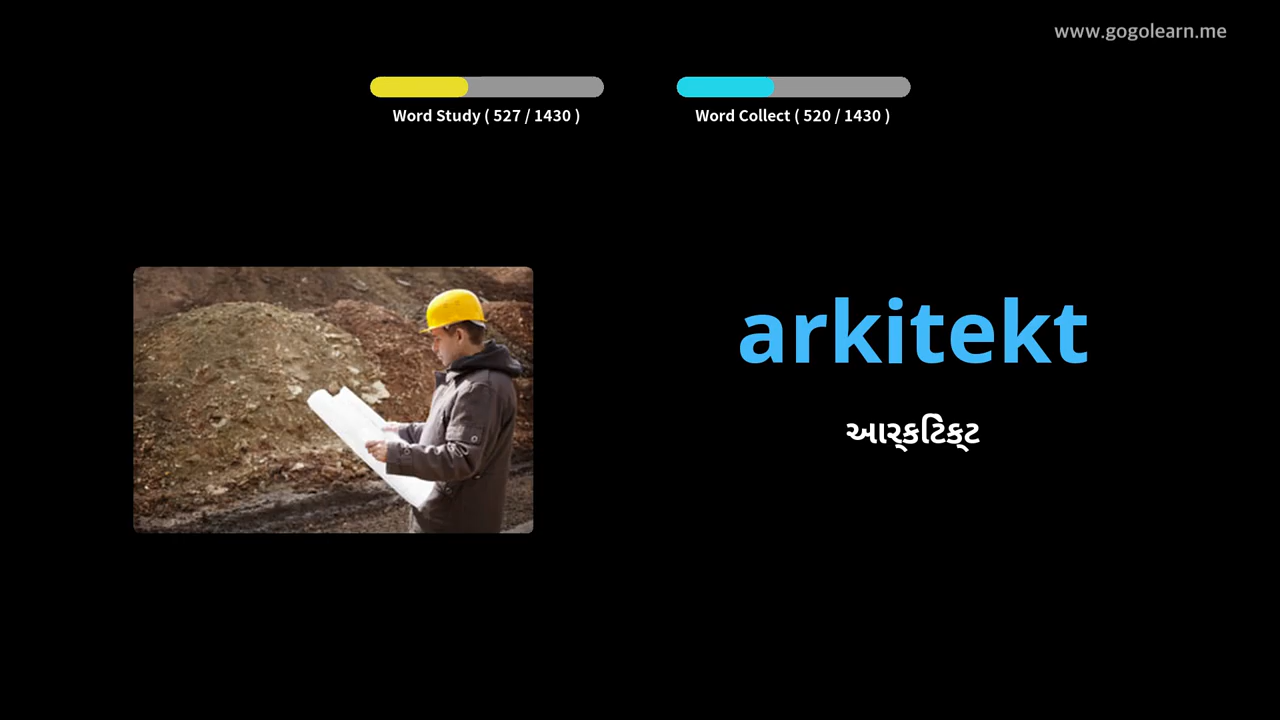 www.gogolearn.me
Word Study ( 527 / 1430 )
Word Collect ( 520 / 1430 )
arkitekt
આર્કિટેક્ટ